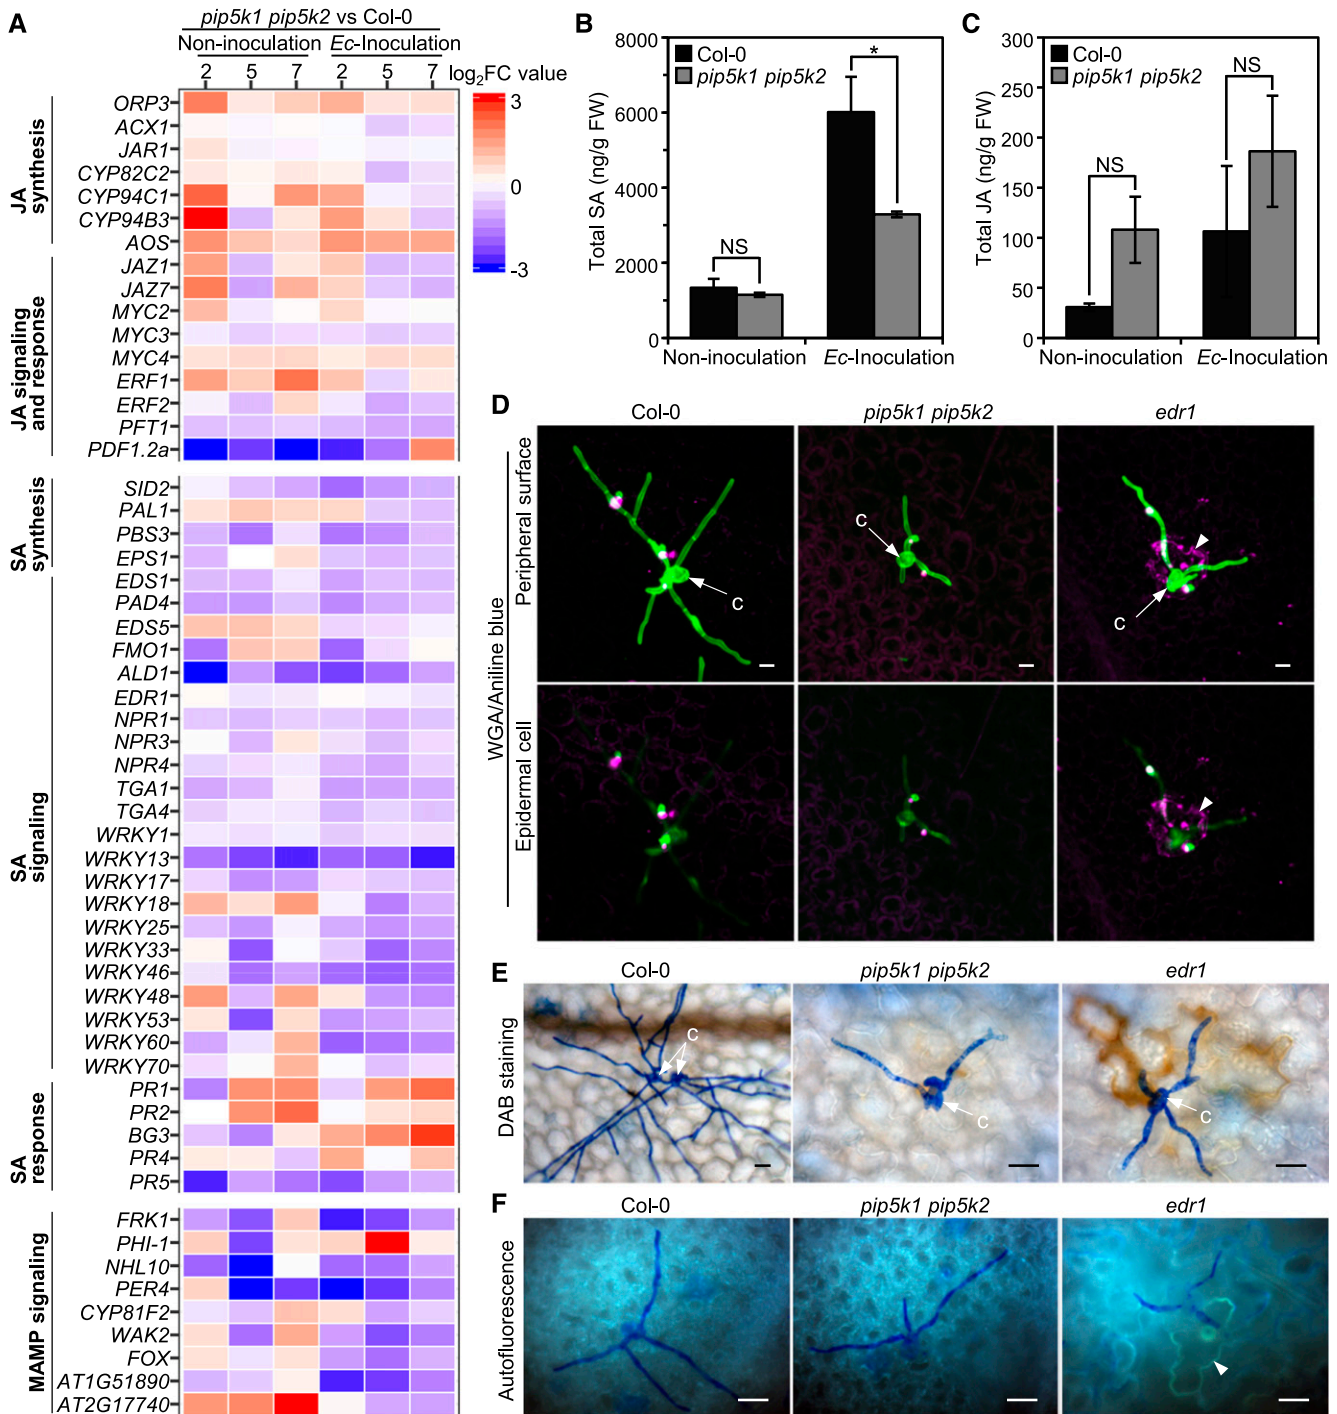 A
pip5k1 pip5k2 vs Col-0
Non-inoculation Ec-Inoculation
2 5 7 2 5 7
log2FC value
3
0
-3
JA synthesis
ORP3
ACX1
JAR1
CYP82C2
CYP94C1
CYP94B3
AOS
JA signaling and response
JAZ1
JAZ7
MYC2
MYC3
MYC4
ERF1
ERF2
PFT1
PDF1.2a
SA synthesis
SID2
PAL1
PBS3
EPS1
SA signaling
EDS1
PAD4
EDS5
FMO1
ALD1
EDR1
NPR1
NPR3
NPR4
TGA1
TGA4
WRKY1
WRKY13
WRKY17
WRKY18
WRKY25
WRKY33
WRKY46
WRKY48
WRKY53
WRKY60
WRKY70
SA response
PR1
PR2
BG3
PR4
PR5
MAMP signaling
FRK1
PHI-1
NHL10
PER4
CYP81F2
WAK2
FOX
AT1G51890
AT2G17740
B
Total SA (ng/g FW)
8000
6000
4000
2000
0
Col-0
pip5k1 pip5k2
NS
*
Non-inoculation Ec-Inoculation
C
Total JA (ng/g FW)
300
250
200
150
100
50
0
Col-0
pip5k1 pip5k2
NS
NS
Non-inoculation Ec-Inoculation
D
Col-0 pip5k1 pip5k2 edr1
WGA/Aniline blue
Peripheral surface
C
C
C
Epidermal cell
E
Col-0 pip5k1 pip5k2 edr1
DAB staining
C
C
C
F
Col-0 pip5k1 pip5k2 edr1
Autofluorescence